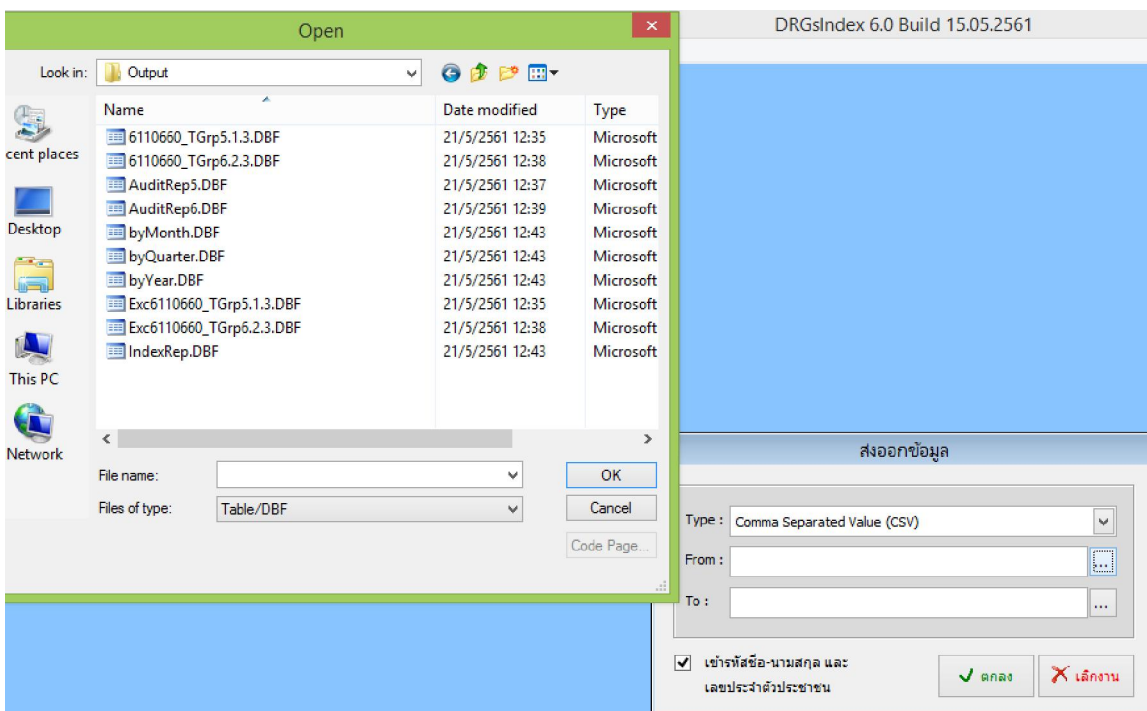 Open
DRGsIndex 6.0 Build 15.05.2561
Look in: Output
Name Date modified Type
6110660_TGrp5.1.3.DBF 21/5/2561 12:35 Microsoft
6110660_TGrp6.2.3.DBF 21/5/2561 12:38 Microsoft
AuditRep5.DBF 21/5/2561 12:37 Microsoft
AuditRep6.DBF 21/5/2561 12:39 Microsoft
byMonth.DBF 21/5/2561 12:43 Microsoft
byQuarter.DBF 21/5/2561 12:43 Microsoft
byYear.DBF 21/5/2561 12:43 Microsoft
Exc6110660_TGrp5.1.3.DBF 21/5/2561 12:35 Microsoft
Exc6110660_TGrp6.2.3.DBF 21/5/2561 12:38 Microsoft
IndexRep.DBF 21/5/2561 12:43 Microsoft
cent places
Desktop
Libraries
This PC
Network
File name:
OK
Files of type: Table/DBF
Cancel
Code Page...
ส่งออกข้อมูล
Type : Comma Separated Value (CSV)
From : ...
To : ...
เข้ารหัสชื่อ-นามสกุล และ
เลขประจำตัวประชาชน
ตกลง
เลิกงาน